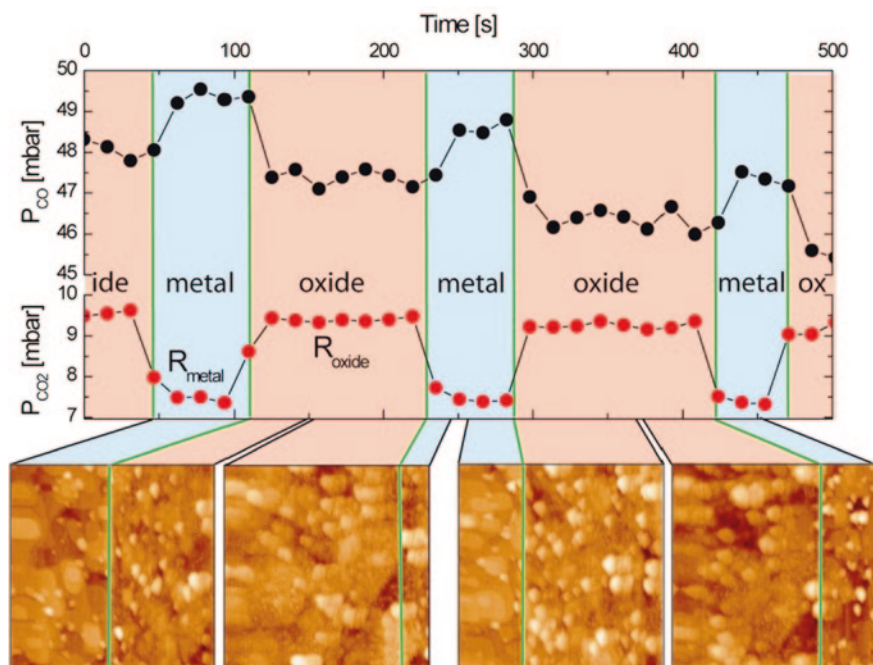 Time [s]
0 100 200 300 400 500
50
49
48
47
46
45
P_CO [mbar]
ide metal oxide metal oxide metal ox
10
9
8
7
P_CO2 [mbar]
R_metal
R_oxide